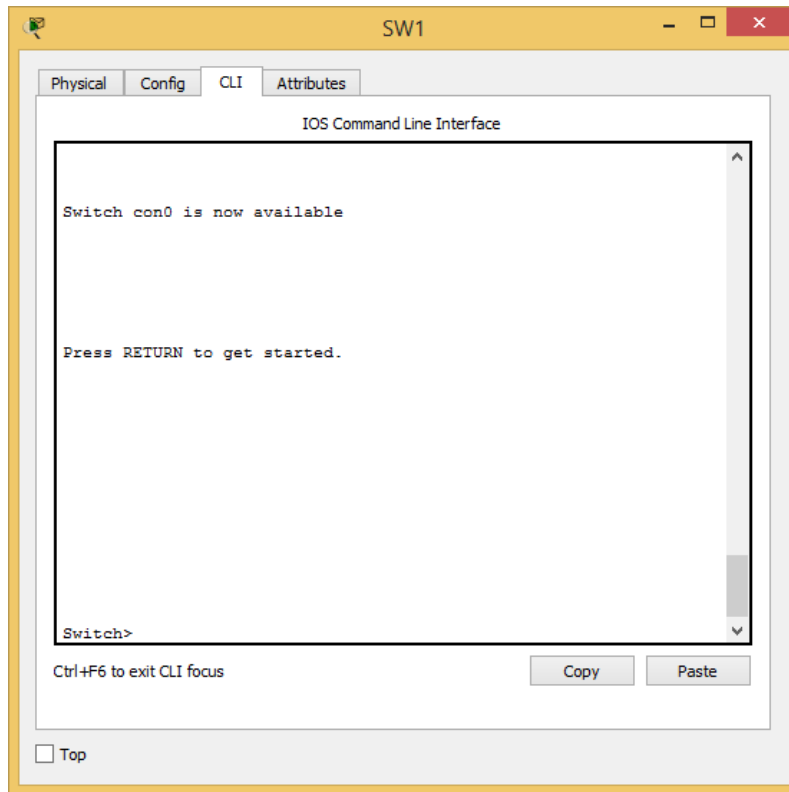 SW1
Physical Config CLI Attributes
IOS Command Line Interface
Switch con0 is now available
Press RETURN to get started.
Switch>
Ctrl+F6 to exit CLI focus
Copy Paste
Top